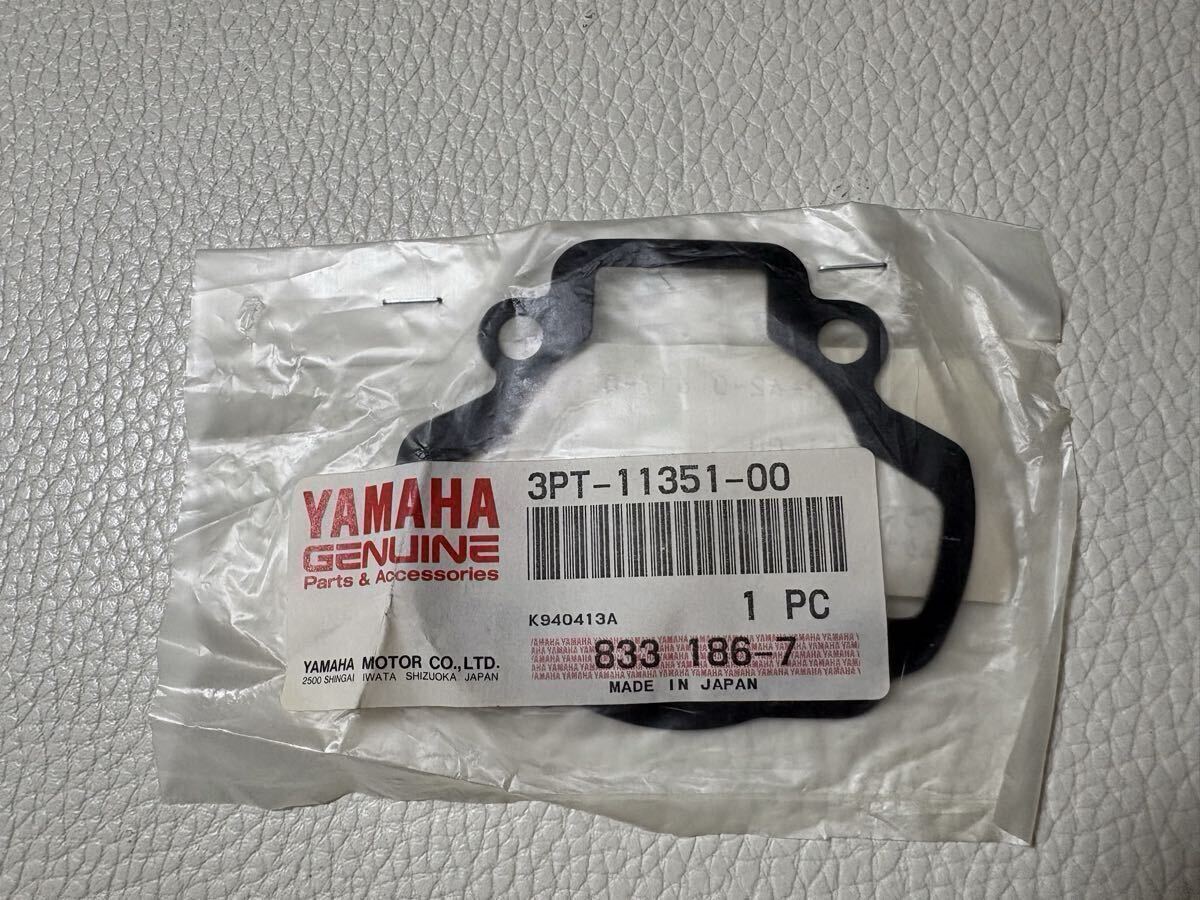 YAMAHA
GENUINE
Parts & Accessories
YAMAHA MOTOR CO., LTD.
2500 SHINGAI IWATA SHIZUOKA JAPAN
3PT-11351-00
1 PC
K940413A
833 186-7
MADE IN JAPAN